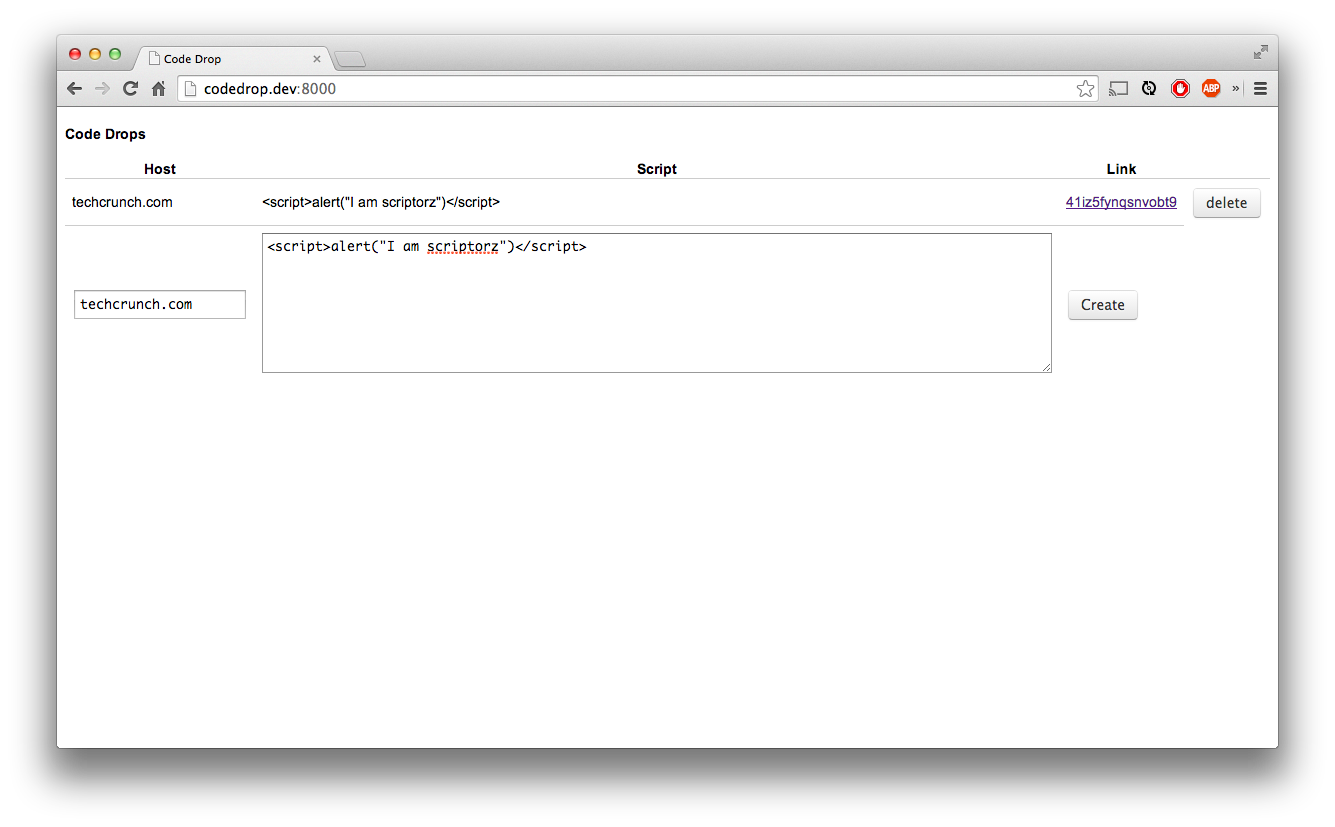 Code Drop
codedrop.dev:8000
ABP
»
Code Drops
Host Script Link
techcrunch.com <script>alert("I am scriptorz")</script> 41iz5fynqsnvobt9 delete
<script>alert("I am scriptorz")</script>
techcrunch.com Create